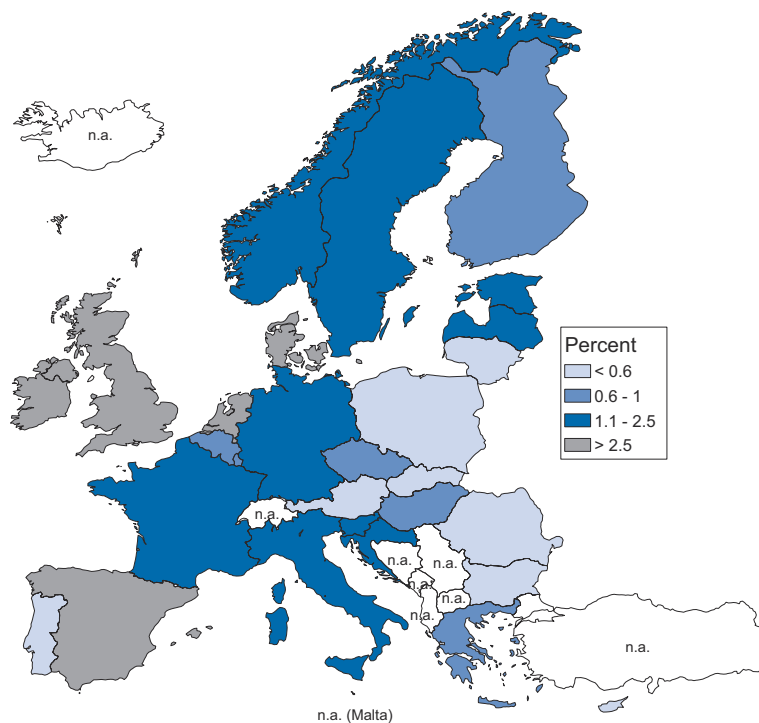 n.a.
Percent
< 0.6
0.6 - 1
1.1 - 2.5
> 2.5
n.a.
n.a.
n.a.
n.a.
n.a.
n.a.
n.a.
n.a. (Malta)